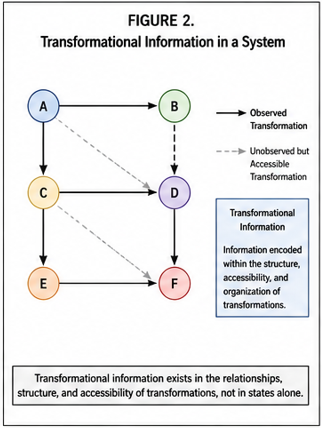 FIGURE 2.
Transformational Information in a System
A
B
Observed
Transformation
Unobserved but
Accessible
Transformation
C
D
Transformational
Information
Information encoded
within the structure,
accessibility, and
organization of
transformations.
E
F
Transformational information exists in the relationships,
structure, and accessibility of transformations, not in states alone.